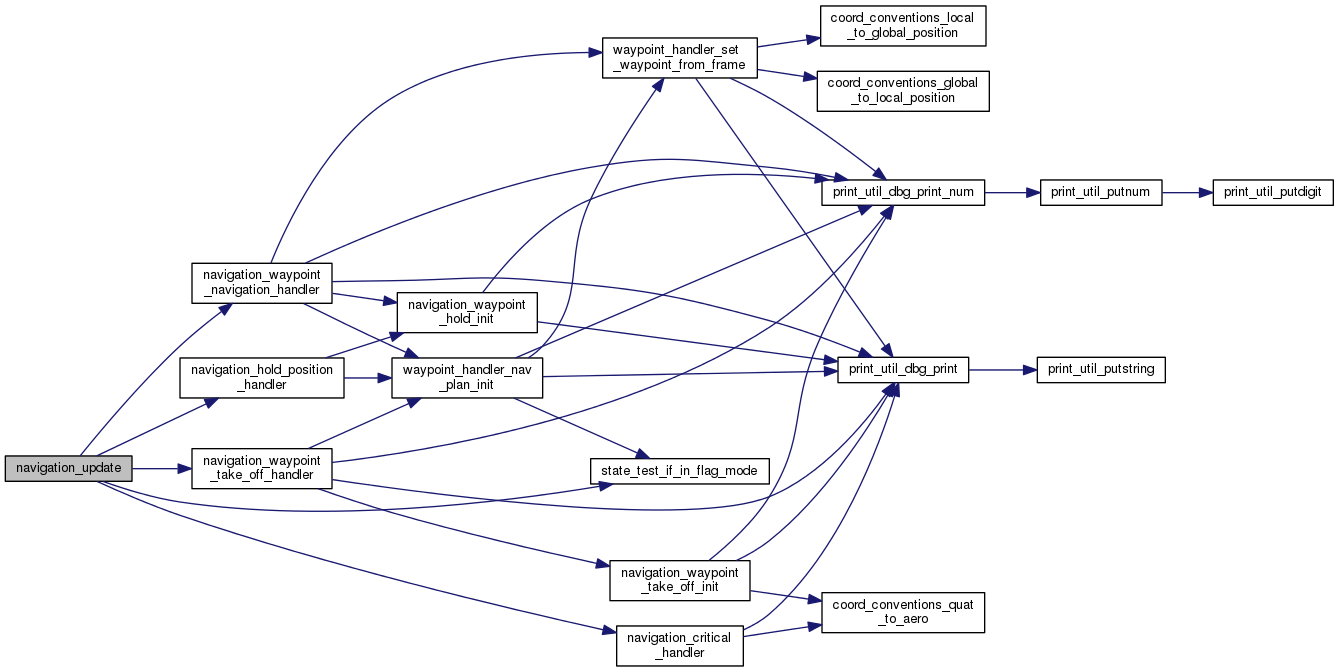 coord_conventions_local
_to_global_position
waypoint_handler_set
_waypoint_from_frame
coord_conventions_global
_to_local_position
print_util_dbg_print_num
print_util_putnum
print_util_putdigit
navigation_waypoint
_navigation_handler
navigation_waypoint
_hold_init
navigation_hold_position
_handler
waypoint_handler_nav
_plan_init
print_util_dbg_print
print_util_putstring
navigation_update
navigation_waypoint
_take_off_handler
state_test_if_in_flag_mode
navigation_waypoint
_take_off_init
coord_conventions_quat
_to_aero
navigation_critical
_handler